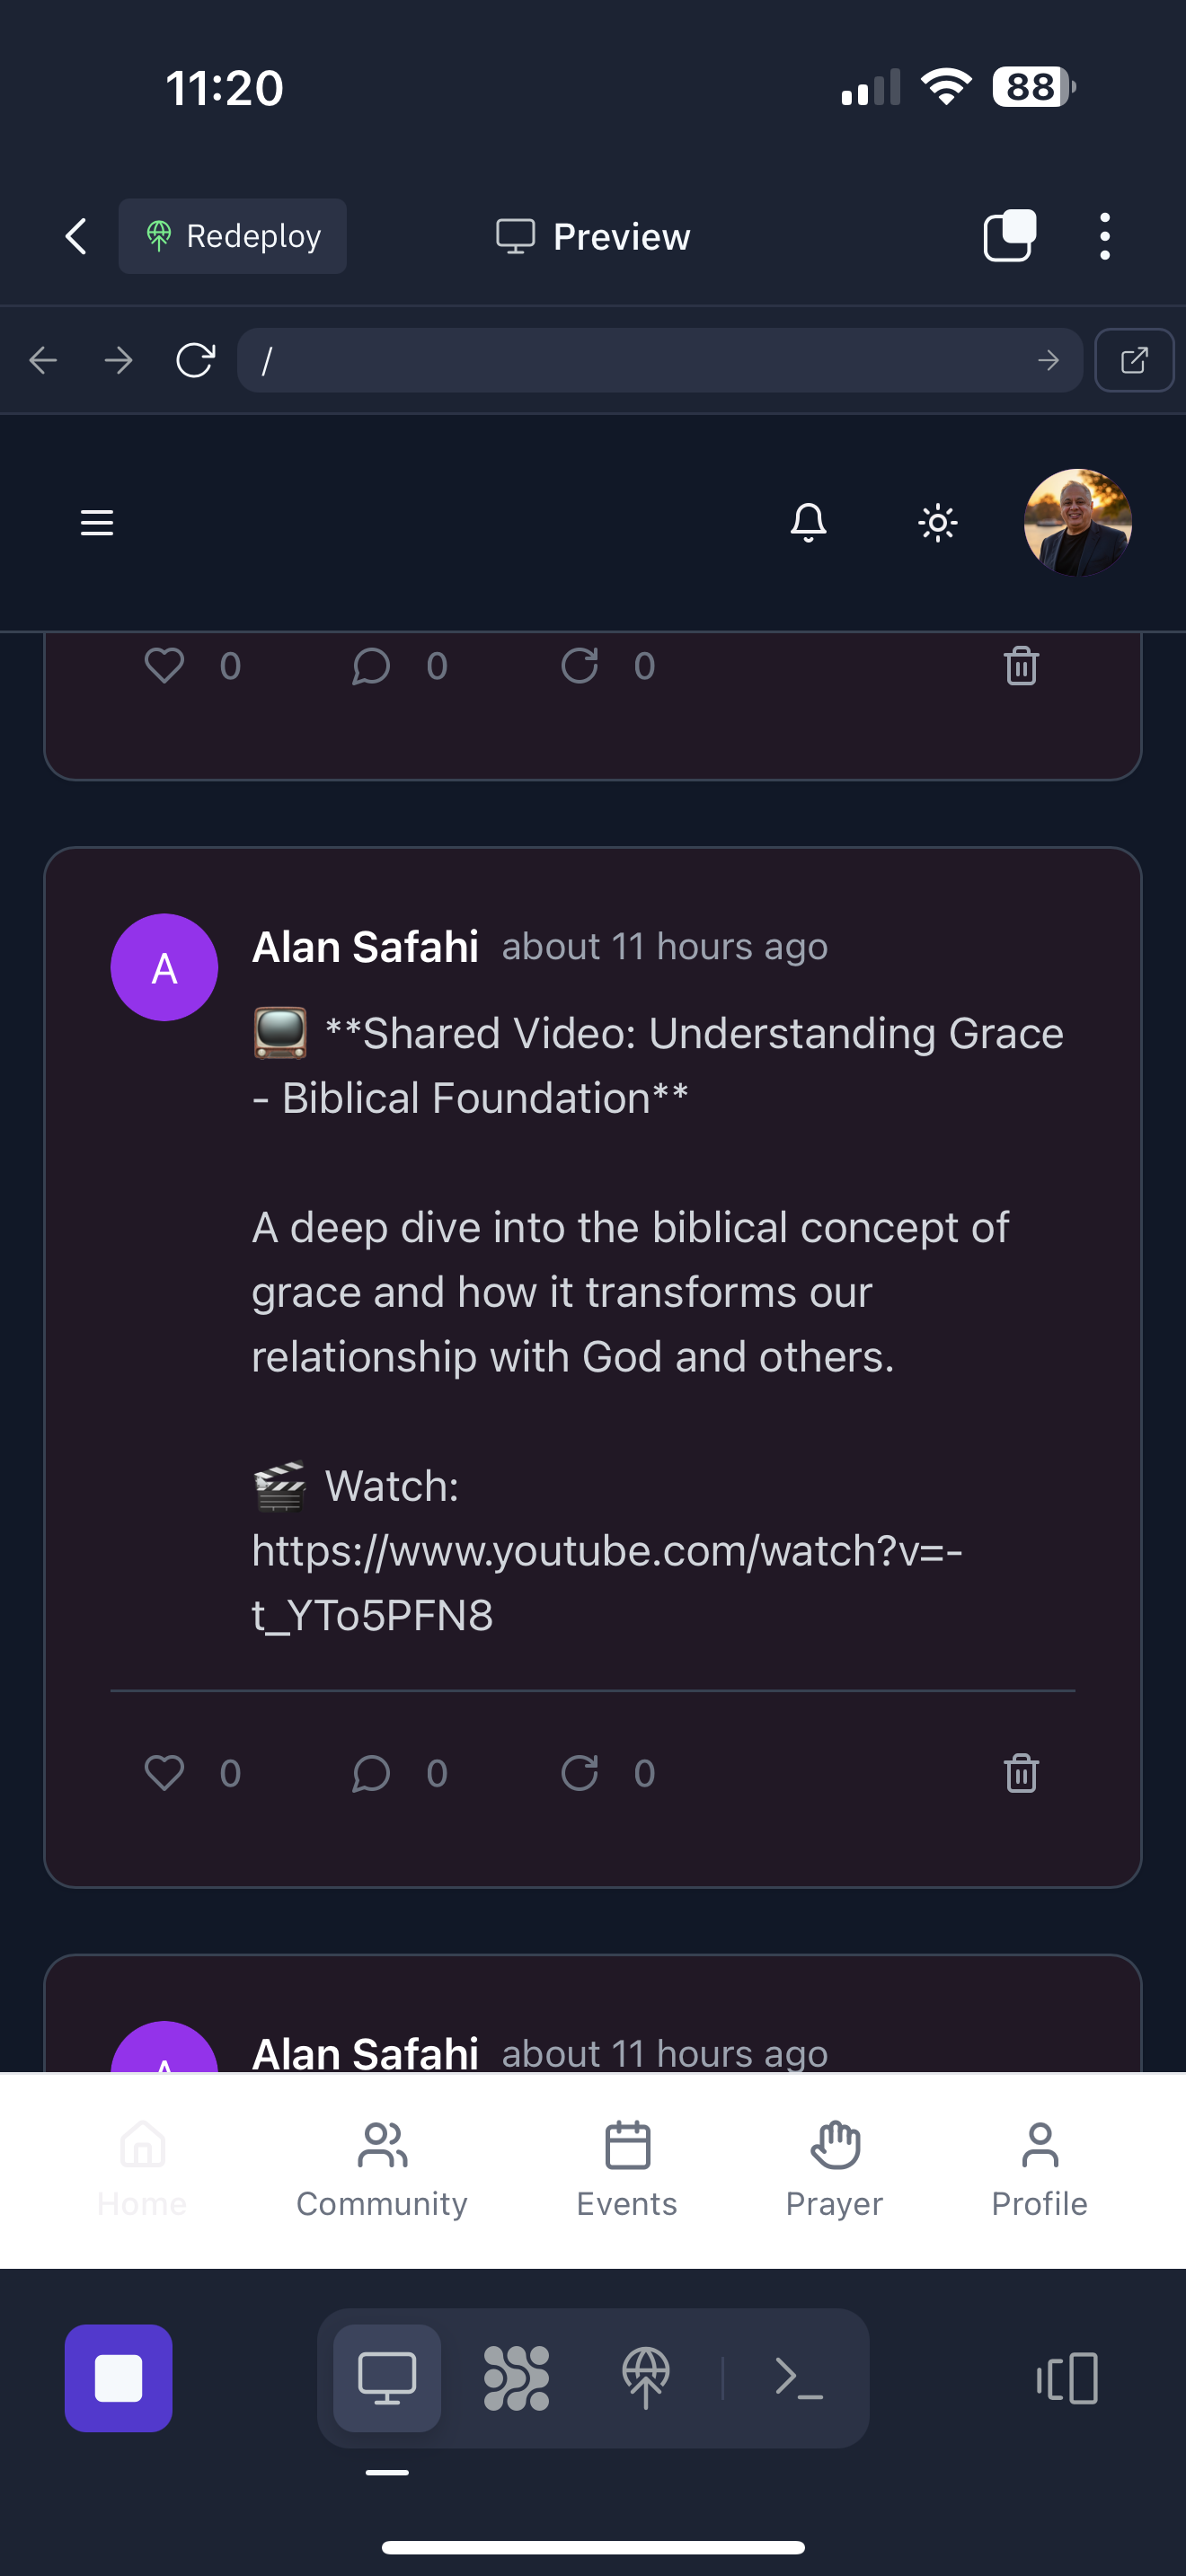 11:20
88
Redeploy
Preview
/
0 0 0
A
Alan Safahi about 11 hours ago
📺 **Shared Video: Understanding Grace
- Biblical Foundation**
A deep dive into the biblical concept of
grace and how it transforms our
relationship with God and others.
🎬 Watch:
https://www.youtube.com/watch?v=-
t_YTo5PFN8
0 0 0
A
Alan Safahi about 11 hours ago
Home Community Events Prayer Profile